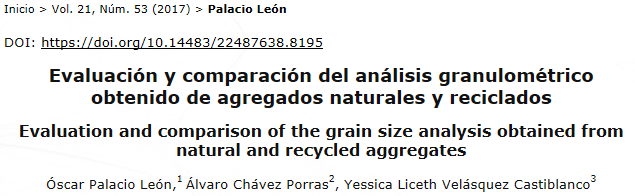 Inicio > Vol. 21, Núm. 53 (2017) > Palacio León
DOI: https://doi.org/10.14483/22487638.8195
Evaluación y comparación del análisis granulométrico
obtenido de agregados naturales y reciclados
Evaluation and comparison of the grain size analysis obtained from
natural and recycled aggregates
Óscar Palacio León,1 Álvaro Chávez Porras2, Yessica Liceth Velásquez Castiblanco3